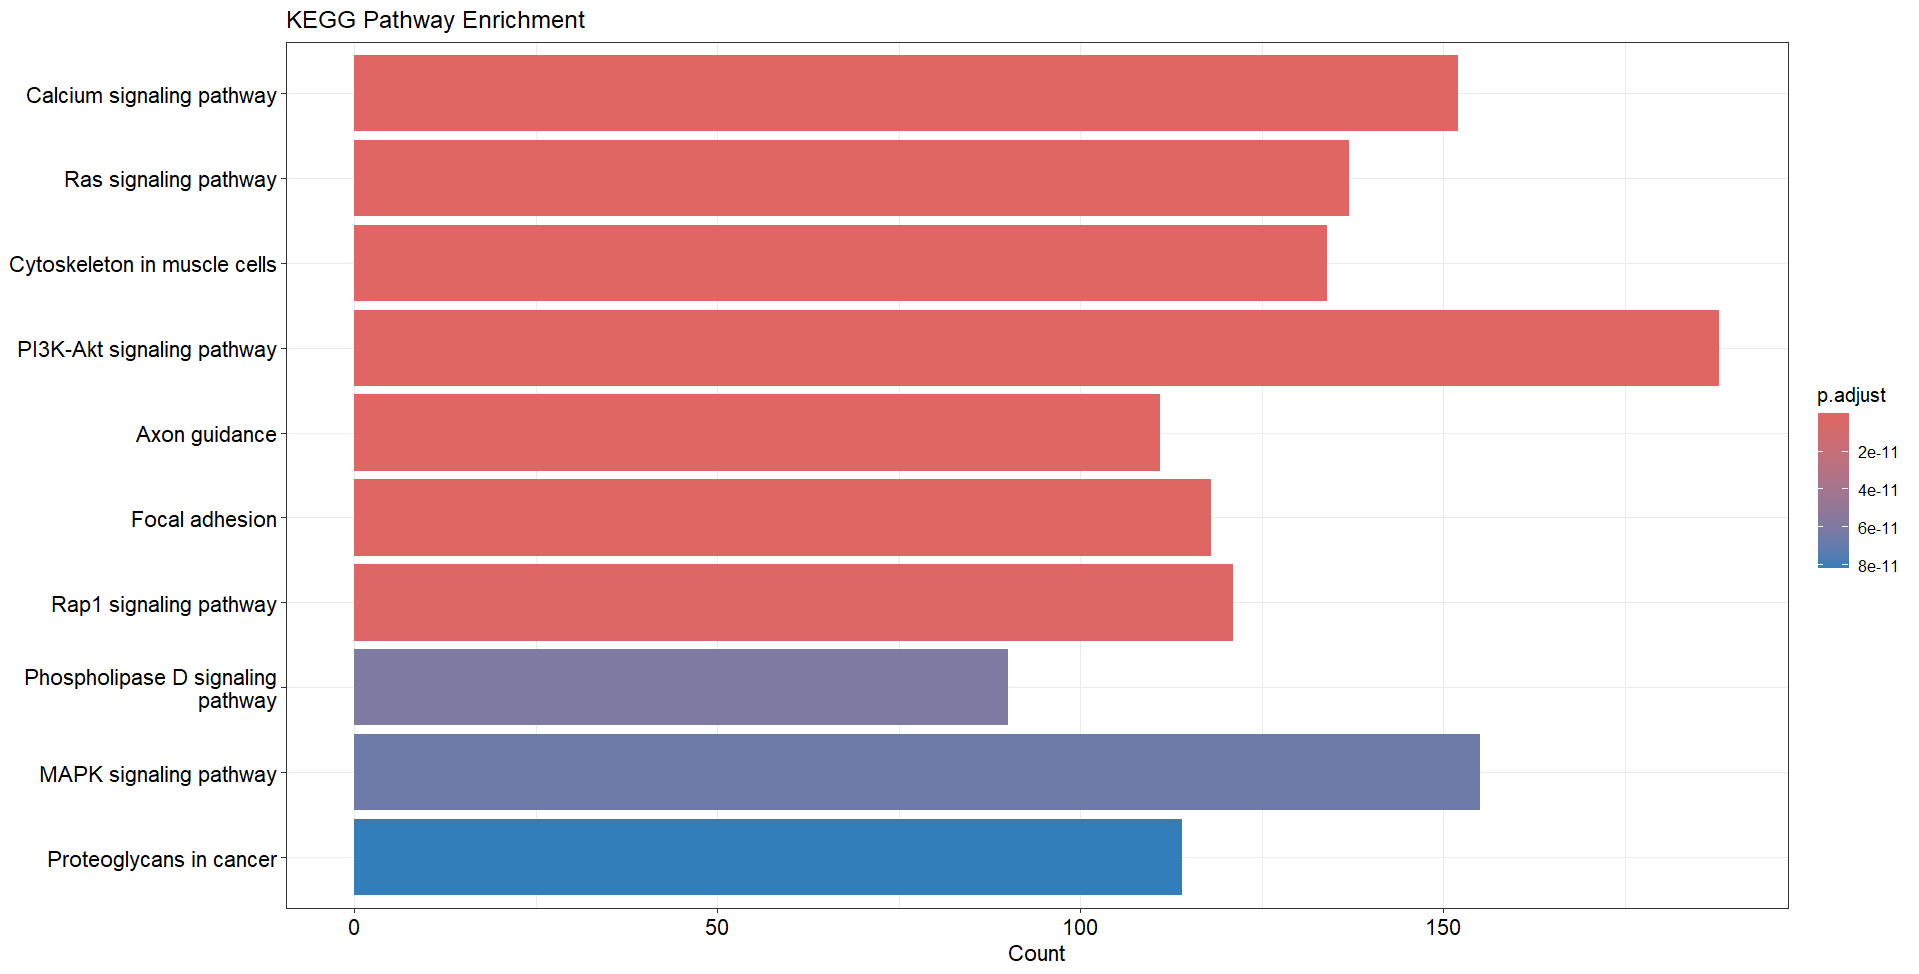 KEGG Pathway Enrichment
Calcium signaling pathway
Ras signaling pathway
Cytoskeleton in muscle cells
PI3K-Akt signaling pathway
Axon guidance
Focal adhesion
Rap1 signaling pathway
Phospholipase D signaling
pathway
MAPK signaling pathway
Proteoglycans in cancer
0 50 100 150
Count
p.adjust
2e-11
4e-11
6e-11
8e-11